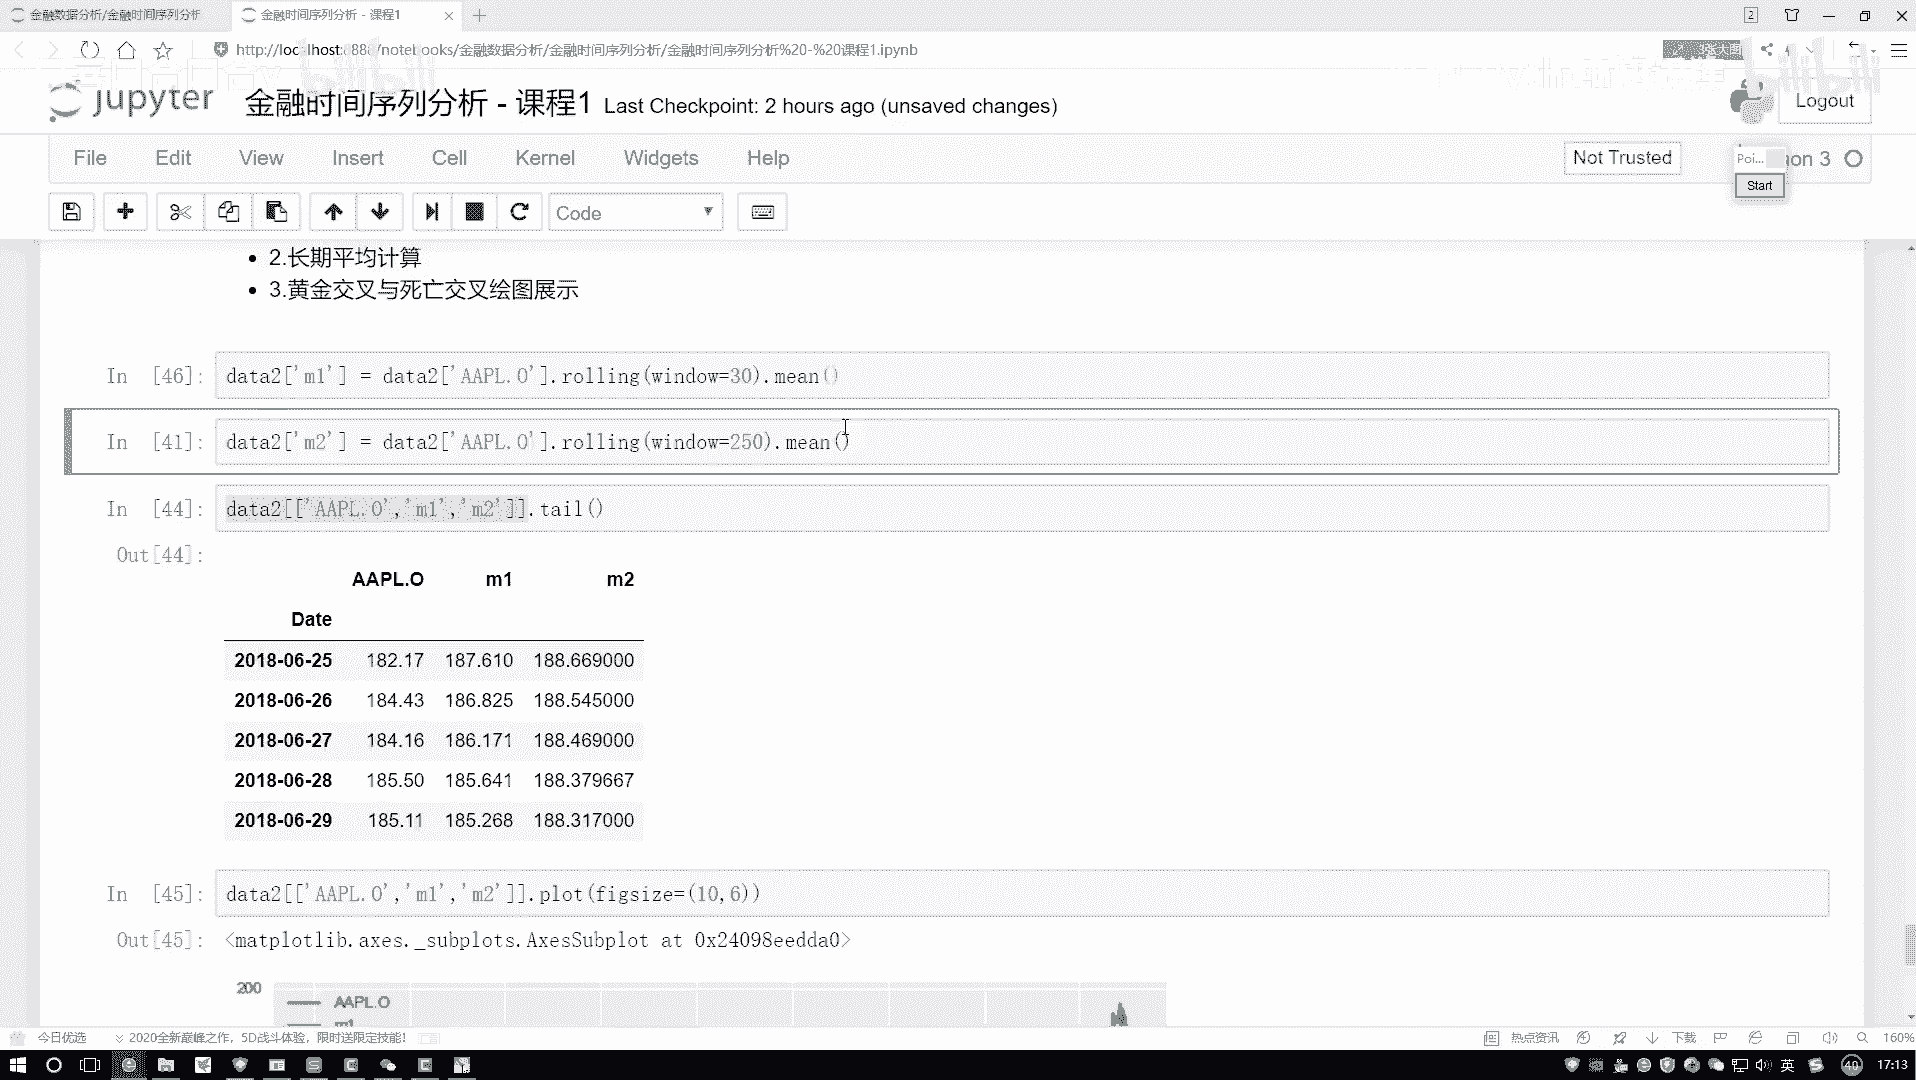 金融数据分析/金融时间序列分析
金融时间序列分析 - 课程1
2
http://localhost:888/notebooks/金融数据分析/金融时间序列分析/金融时间序列分析%20-%20课程1.ipynb
jupyter 金融时间序列分析 - 课程1 Last Checkpoint: 2 hours ago (unsaved changes)
bilibili
Logout
File Edit View Insert Cell Kernel Widgets Help
Not Trusted
Poi...
on 3
Start
Code
2.长期平均计算
3.黄金交叉与死亡交叉绘图展示
In [46]: data2['m1'] = data2['AAPL.O'].rolling(window=30).mean()
In [41]: data2['m2'] = data2['AAPL.O'].rolling(window=250).mean()
In [44]: data2[['AAPL.O','m1','m2']].tail()
Out[44]:
AAPL.O m1 m2
Date
2018-06-25 182.17 187.610 188.669000
2018-06-26 184.43 186.825 188.545000
2018-06-27 184.16 186.171 188.469000
2018-06-28 185.50 185.641 188.379667
2018-06-29 185.11 185.268 188.317000
In [45]: data2[['AAPL.O','m1','m2']].plot(figsize=(10,6))
Out[45]: <matplotlib.axes._subplots.AxesSubplot at 0x24098eedda0>
200
AAPL.O
m1
今日优选
2020全新巅峰之作，5D战斗体验，限时送限定技能！
热点资讯
下载
160%
英
40
17:13